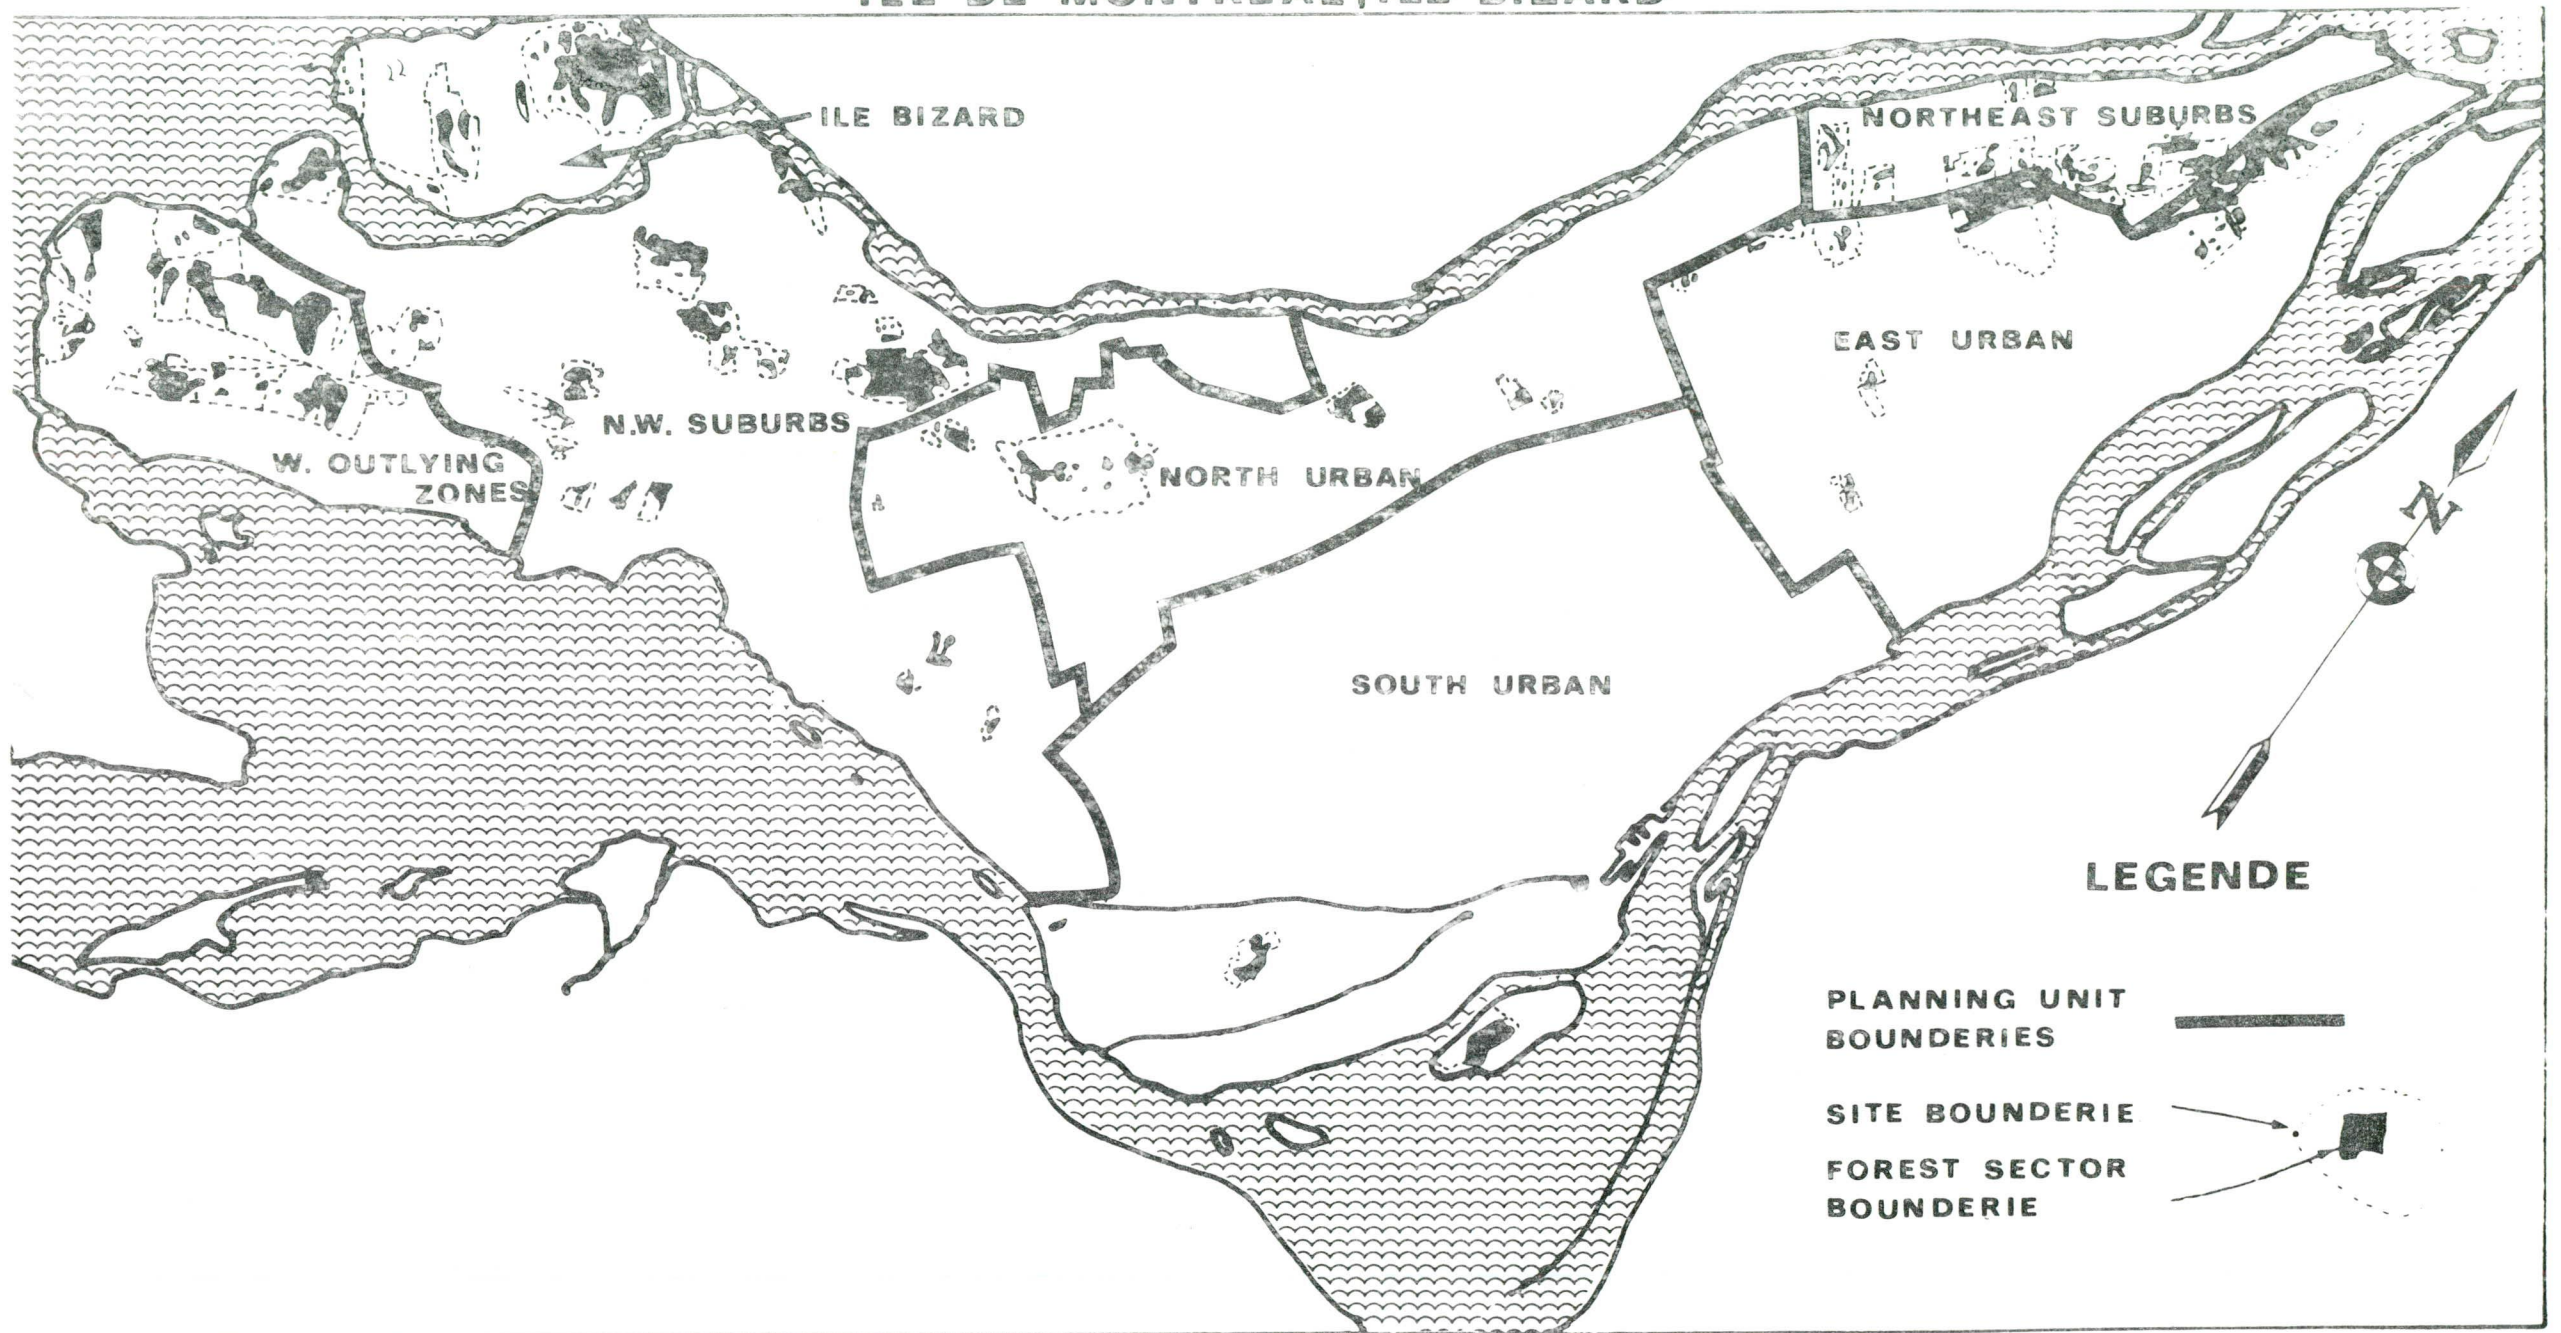 ILE BIZARD
NORTHEAST SUBURBS
EAST URBAN
N.W. SUBURBS
W. OUTLYING
ZONES
NORTH URBAN
N
SOUTH URBAN
LEGENDE
PLANNING UNIT
BOUNDERIES
SITE BOUNDERIE
FOREST SECTOR
BOUNDERIE